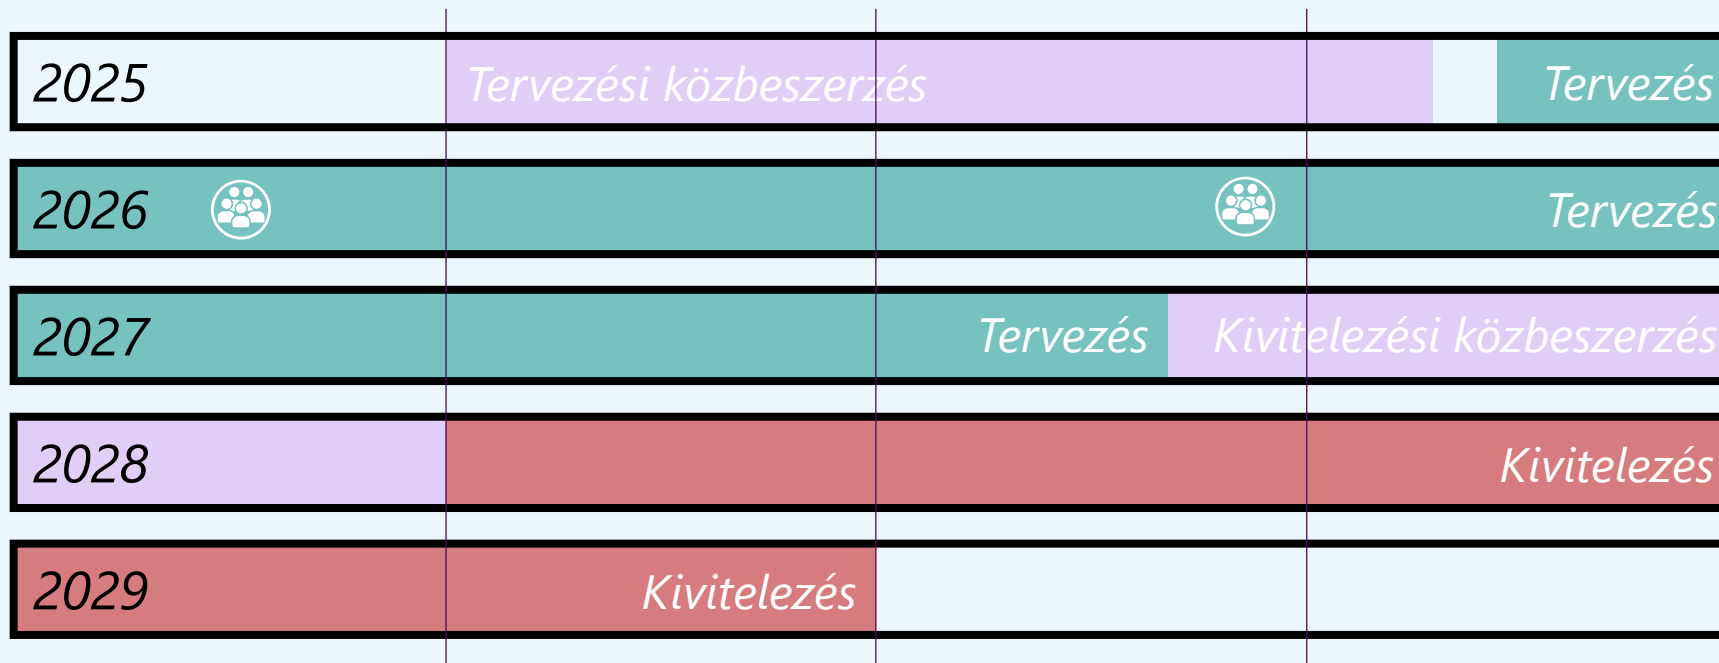 2025 Tervezési közbeszerzés Tervezés
2026 Tervezés
2027 Tervezés Kivitelezési közbeszerzés
2028 Kivitelezés
2029 Kivitelezés